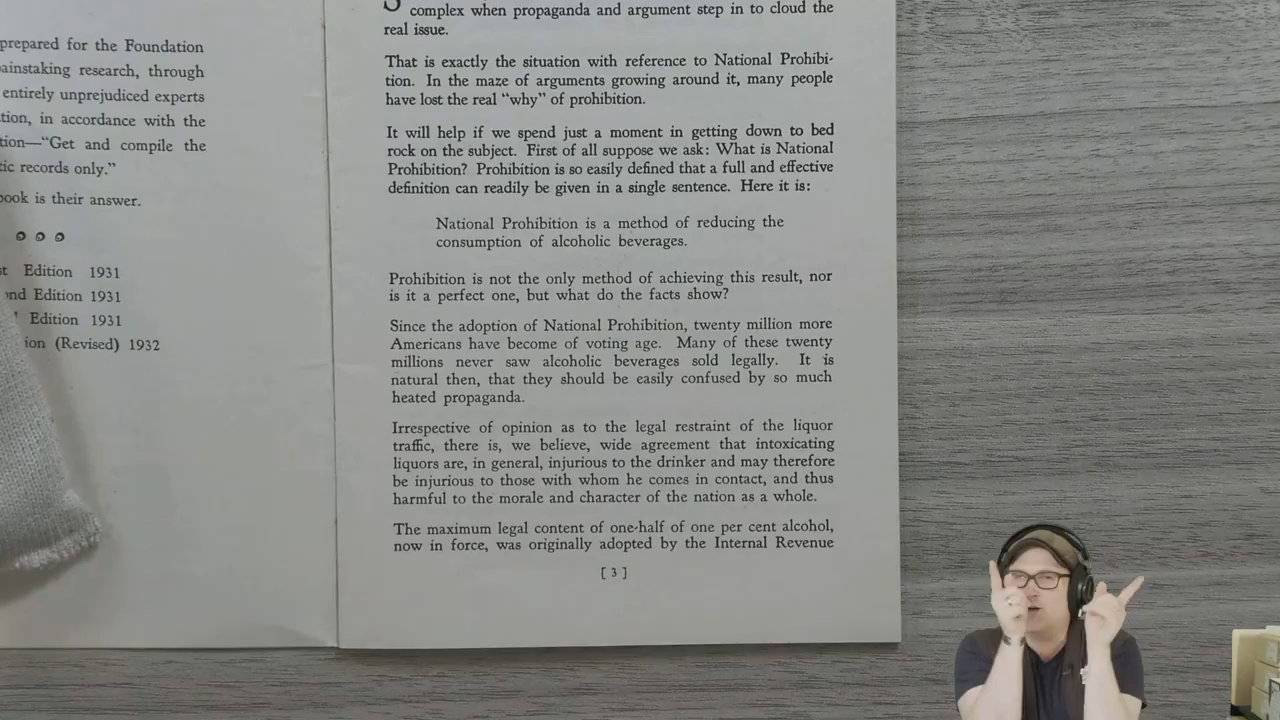 prepared for the Foundation
ainstaking research, through
entirely unprejudiced experts
tion, in accordance with the
tion—“Get and compile the
tic records only.”
book is their answer.
st Edition 1931
nd Edition 1931
Edition 1931
ion (Revised) 1932
S complex when propaganda and argument step in to cloud the
real issue.
That is exactly the situation with reference to National Prohibi-
tion. In the maze of arguments growing around it, many people
have lost the real “why” of prohibition.
It will help if we spend just a moment in getting down to bed
rock on the subject. First of all suppose we ask: What is National
Prohibition? Prohibition is so easily defined that a full and effective
definition can readily be given in a single sentence. Here it is:
National Prohibition is a method of reducing the
consumption of alcoholic beverages.
Prohibition is not the only method of achieving this result, nor
is it a perfect one, but what do the facts show?
Since the adoption of National Prohibition, twenty million more
Americans have become of voting age. Many of these twenty
millions never saw alcoholic beverages sold legally. It is
natural then, that they should be easily confused by so much
heated propaganda.
Irrespective of opinion as to the legal restraint of the liquor
traffic, there is, we believe, wide agreement that intoxicating
liquors are, in general, injurious to the drinker and may therefore
be injurious to those with whom he comes in contact, and thus
harmful to the morale and character of the nation as a whole.
The maximum legal content of one-half of one per cent alcohol,
now in force, was originally adopted by the Internal Revenue
[ 3 ]